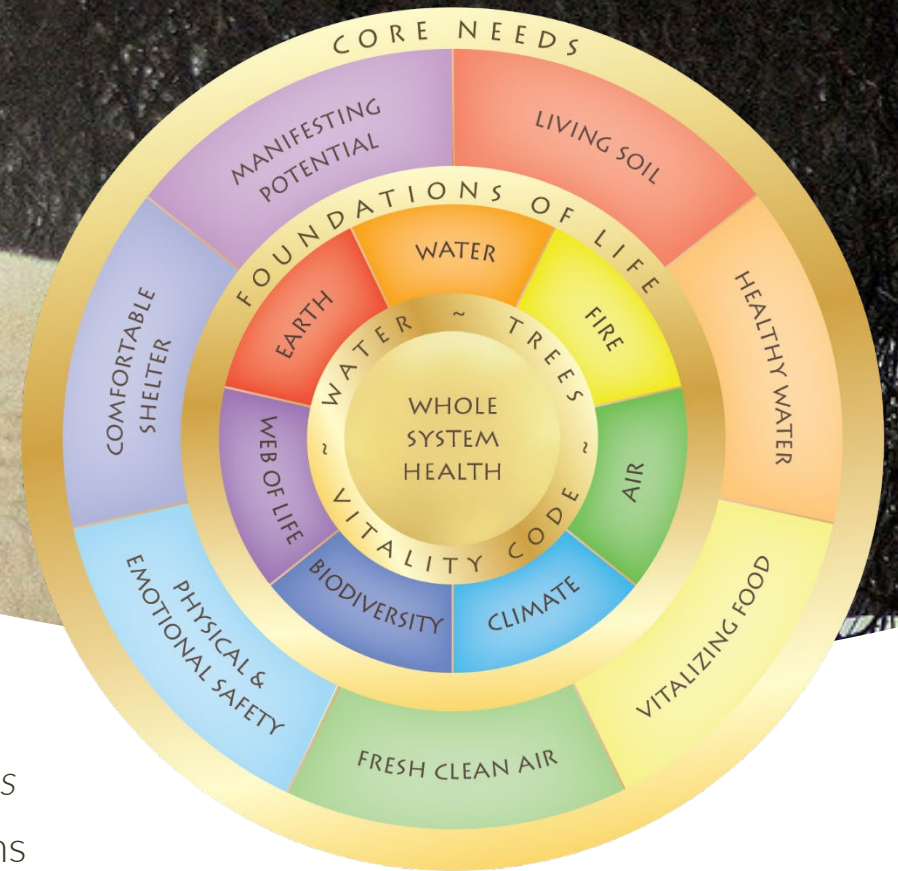 CORE NEEDS
MANIFESTING
POTENTIAL
LIVING SOIL
HEALTHY WATER
VITALIZING FOOD
FRESH CLEAN AIR
PHYSICAL &
EMOTIONAL SAFETY
COMFORTABLE
SHELTER
FOUNDATIONS OF LIFE
EARTH
WATER
FIRE
AIR
CLIMATE
BIODIVERSITY
WEB OF LIFE
~ WATER ~ TREES ~
VITALITY CODE
WHOLE
SYSTEM
HEALTH